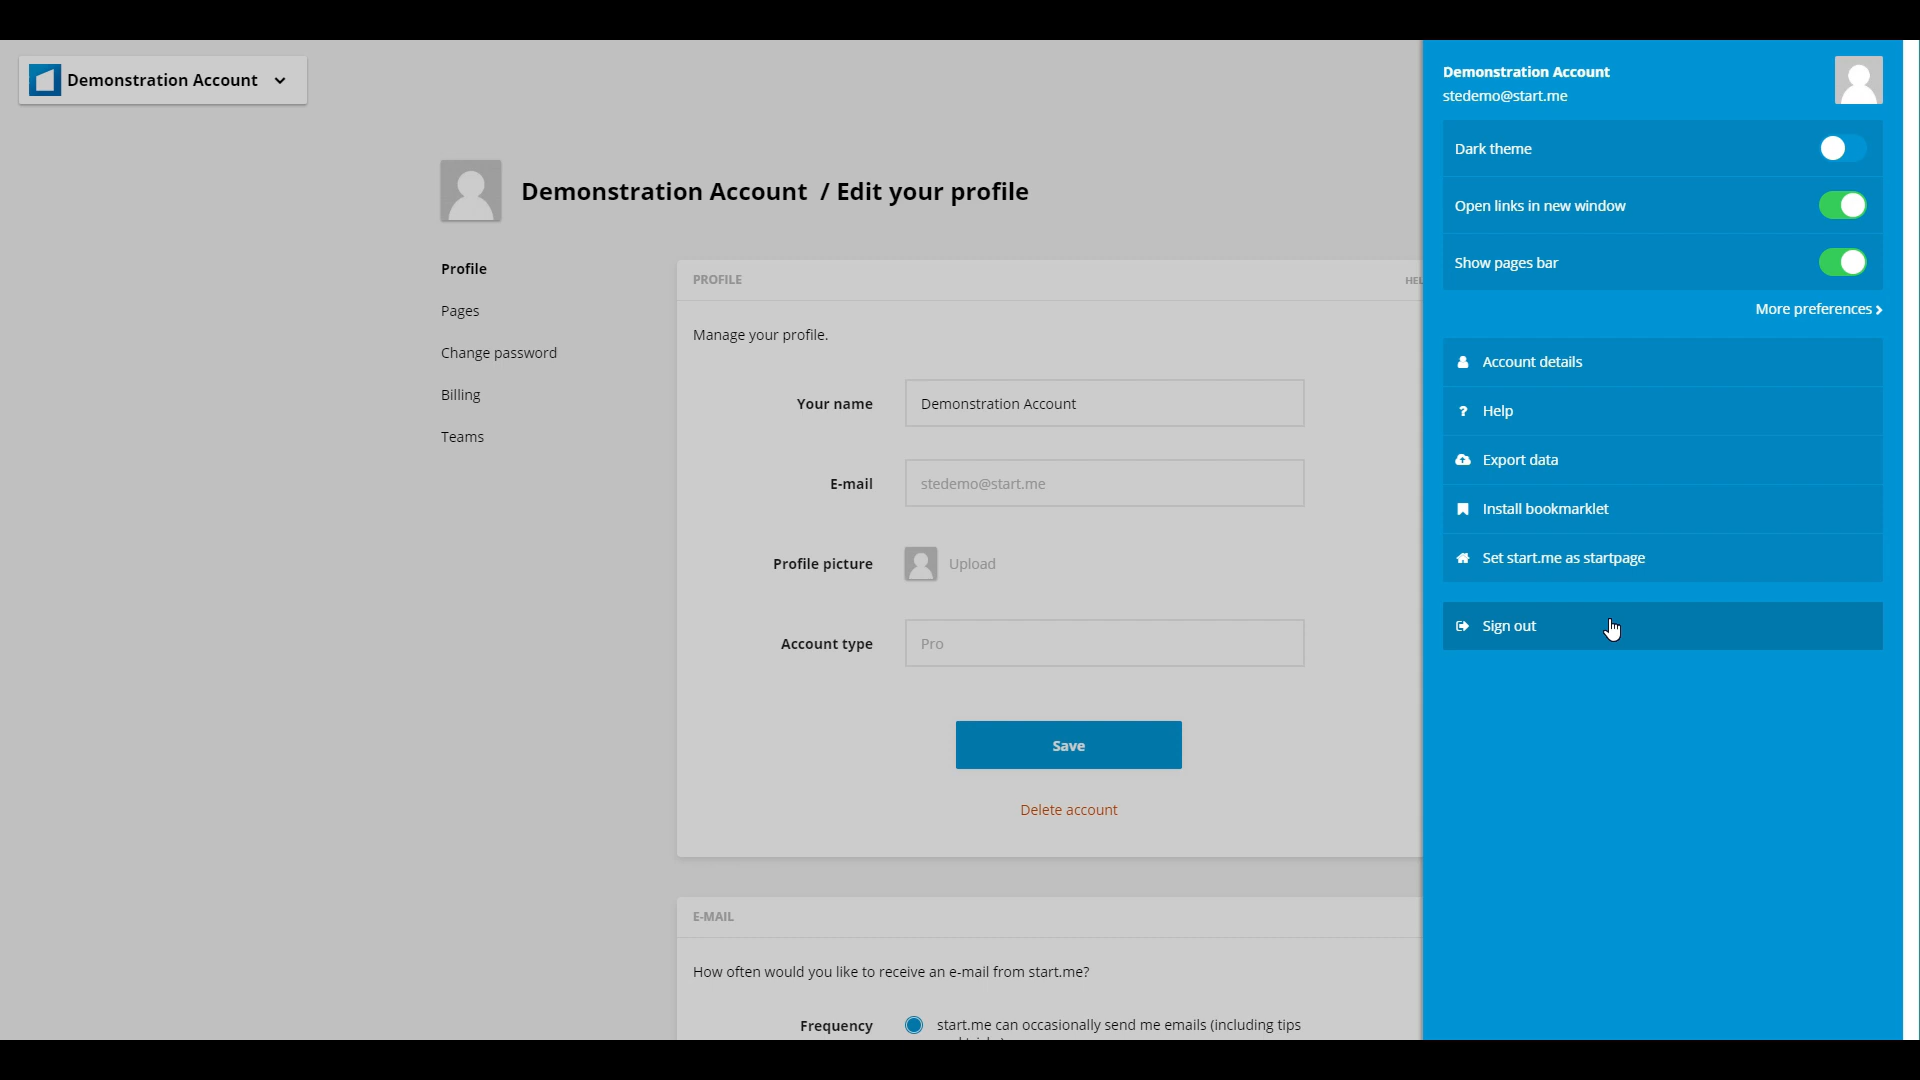 Demonstration Account
Demonstration Account / Edit your profile
Profile
Pages
Change password
Billing
Teams
PROFILE
Manage your profile.
Your name
Demonstration Account
E-mail
stedemo@start.me
Profile picture
Upload
Account type
Pro
Save
Delete account
E-MAIL
How often would you like to receive an e-mail from start.me?
Frequency
start.me can occasionally send me emails (including tips
Demonstration Account
stedemo@start.me
Dark theme
Open links in new window
Show pages bar
More preferences
Account details
? Help
Export data
Install bookmarklet
Set start.me as startpage
Sign out